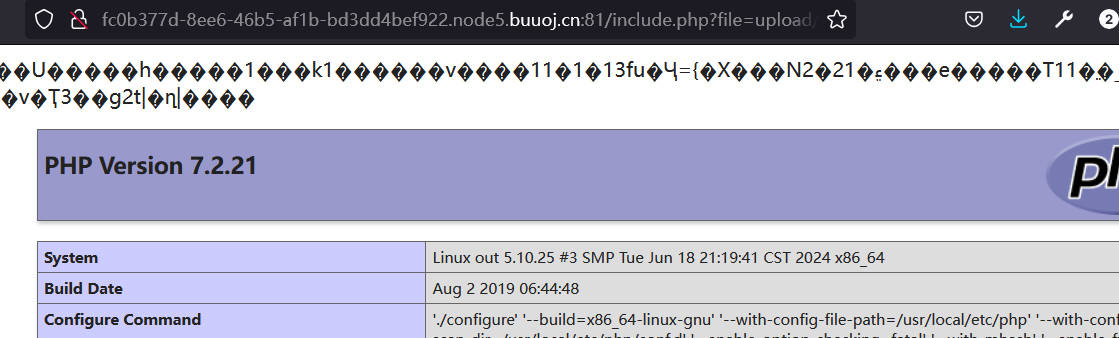 fc0b377d-8ee6-46b5-af1b-bd3dd4bef922.node5.buuoj.cn:81/include.php?file=upload/
2
��U�����h�����1���k1������v����11�1�13fu�Ҷ={�X���N2�21�
���e�����T11�
�v�Ҭ3��g2t|�ɳ|����
PHP Version 7.2.21
System Linux out 5.10.25 #3 SMP Tue Jun 18 21:19:41 CST 2024 x86_64
Build Date Aug 2 2019 06:44:48
Configure Command './configure' '--build=x86_64-linux-gnu' '--with-config-file-path=/usr/local/etc/php' '--with-conf